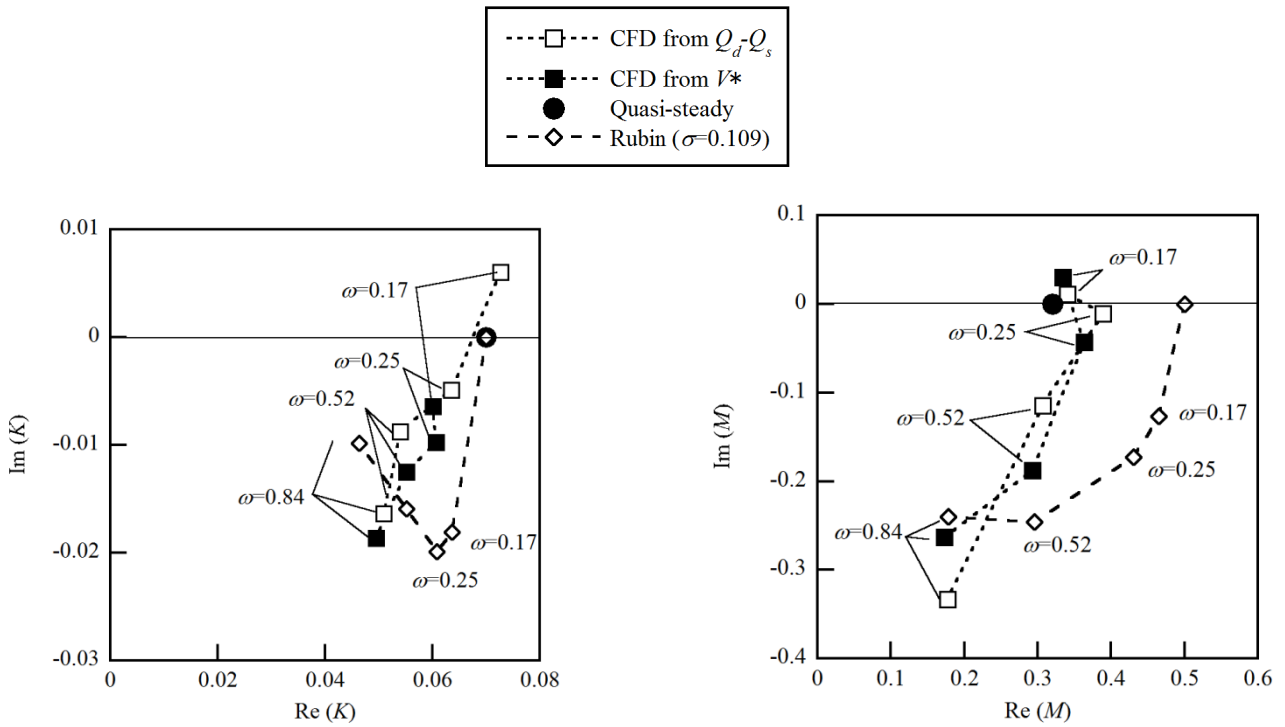 CFD from Q_d-Q_s
CFD from V*
Quasi-steady
Rubin (σ=0.109)
0.01
0
-0.01
-0.02
-0.03
Im (K)
0
0.02
0.04
0.06
0.08
Re (K)
ω=0.17
ω=0.25
ω=0.52
ω=0.84
ω=0.17
ω=0.25
0.1
0
-0.1
-0.2
-0.3
-0.4
Im (M)
0
0.1
0.2
0.3
0.4
0.5
0.6
Re (M)
ω=0.17
ω=0.25
ω=0.52
ω=0.17
ω=0.25
ω=0.84
ω=0.52